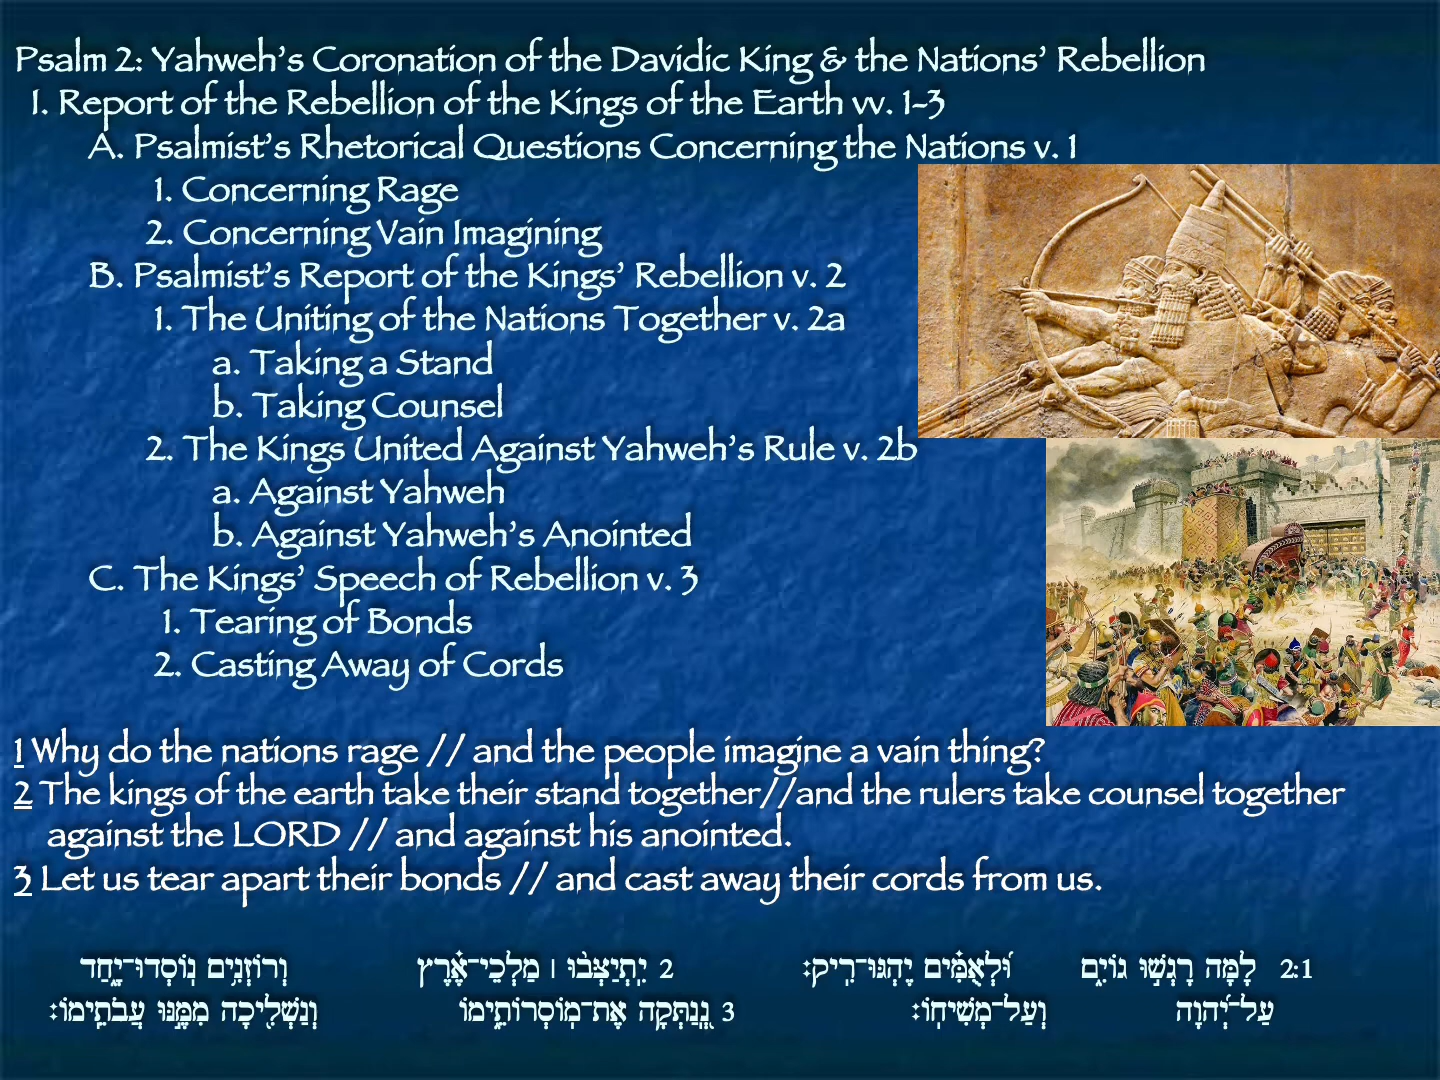 Psalm 2: Yahweh’s Coronation of the Davidic King & the Nations’ Rebellion
I. Report of the Rebellion of the Kings of the Earth vv. 1-3
A. Psalmist’s Rhetorical Questions Concerning the Nations v. 1
1. Concerning Rage
2. Concerning Vain Imagining
B. Psalmist’s Report of the Kings’ Rebellion v. 2
1. The Uniting of the Nations Together v. 2a
a. Taking a Stand
b. Taking Counsel
2. The Kings United Against Yahweh’s Rule v. 2b
a. Against Yahweh
b. Against Yahweh’s Anointed
C. The Kings’ Speech of Rebellion v. 3
1. Tearing of Bonds
2. Casting Away of Cords
1 Why do the nations rage // and the people imagine a vain thing?
2 The kings of the earth take their stand together//and the rulers take counsel together
against the LORD // and against his anointed.
3 Let us tear apart their bonds // and cast away their cords from us.
2:1 לָ֭מָּה רָגְשׁ֣וּ גוֹיִ֑ם וּ֝לְאֻמִּ֗ים יֶהְגּוּ־רִֽיק׃ 2 יִ֥תְיַצְּב֨וּ ׀ מַלְכֵי־אֶ֗רֶץ וְרוֹזְנִ֥ים נֽוֹסְדוּ־יָ֑חַד
עַל־יְ֝הוָה וְעַל־מְשִׁיחֽוֹ׃ 3 נְֽ֭נַתְּקָה אֶת־מֽוֹסְרוֹתֵ֑ימוֹ וְנַשְׁלִ֖יכָה מִמֶּ֣נּוּ עֲבֹתֵֽימוֹ׃